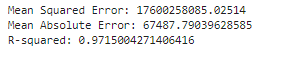 Mean Squared Error: 17600258085.02514
Mean Absolute Error: 67487.79039628585
R-squared: 0.9715004271406416